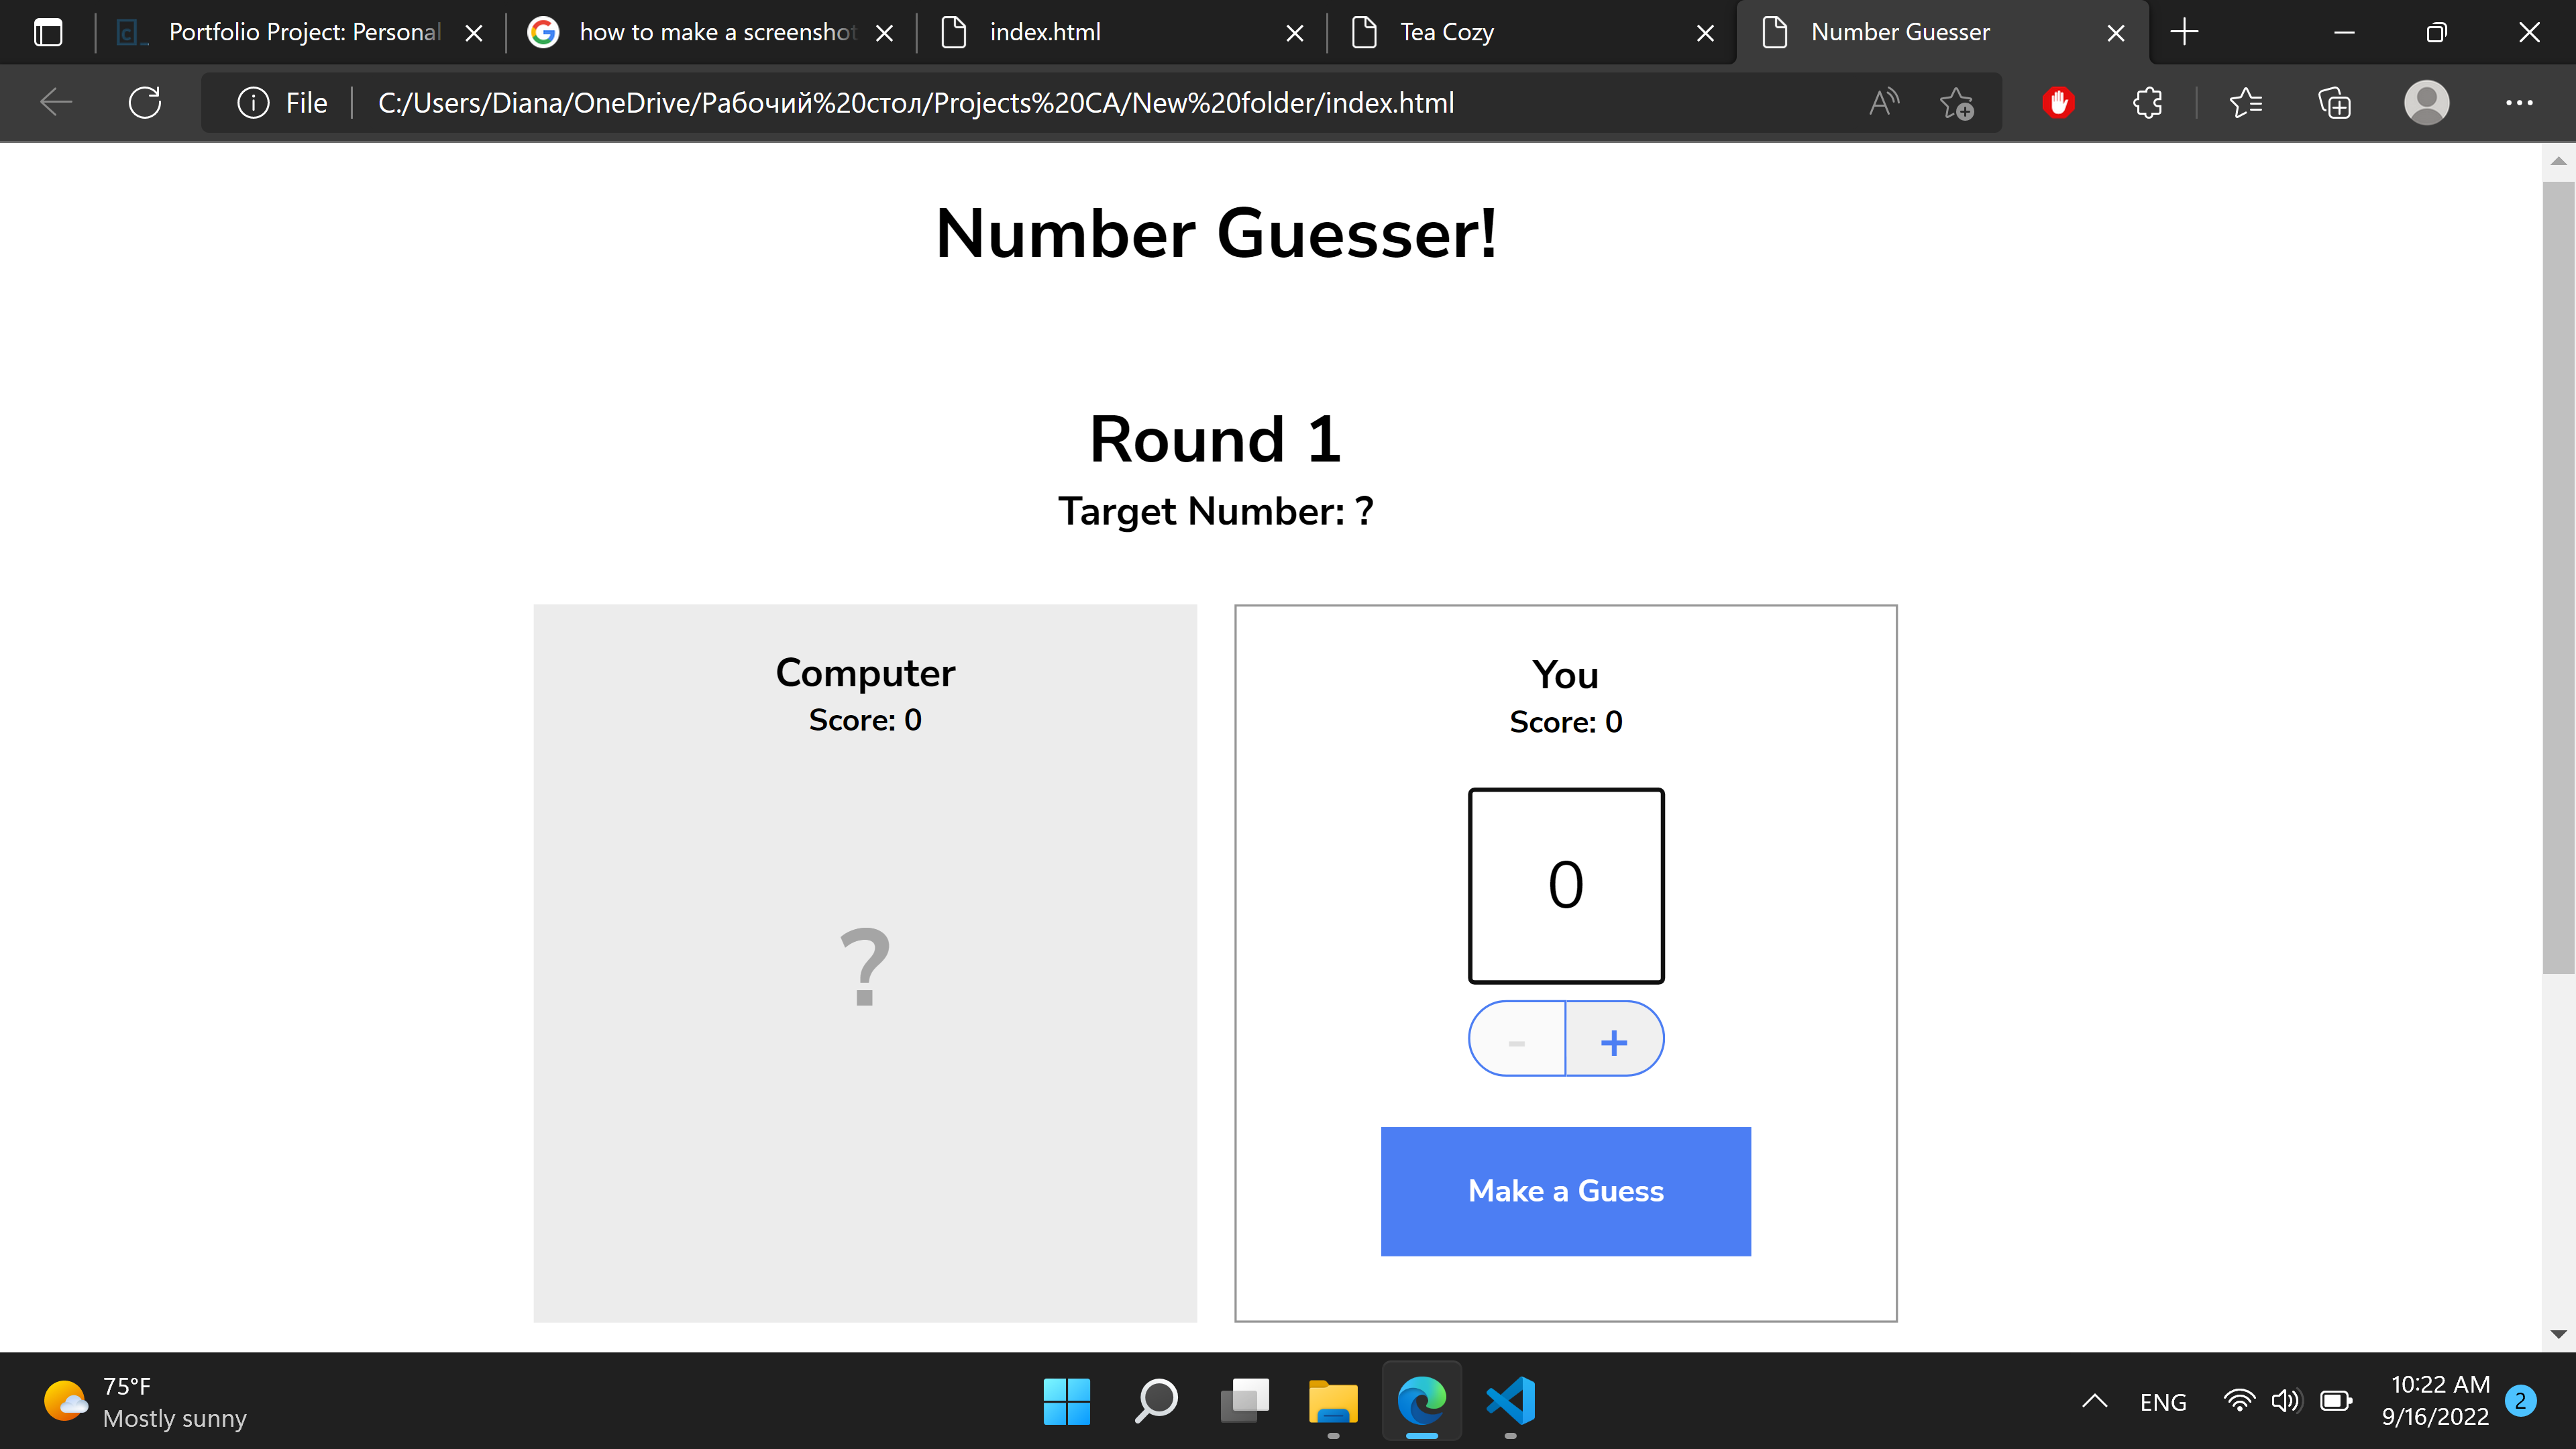 Portfolio Project: Personal
how to make a screenshot
index.html
Tea Cozy
Number Guesser
File
C:/Users/Diana/OneDrive/Рабочий%20стол/Projects%20CA/New%20folder/index.html
Number Guesser!
Round 1
Target Number: ?
Computer
Score: 0
?
You
Score: 0
0
- +
Make a Guess
75°F
Mostly sunny
ENG
10:22 AM
9/16/2022
2